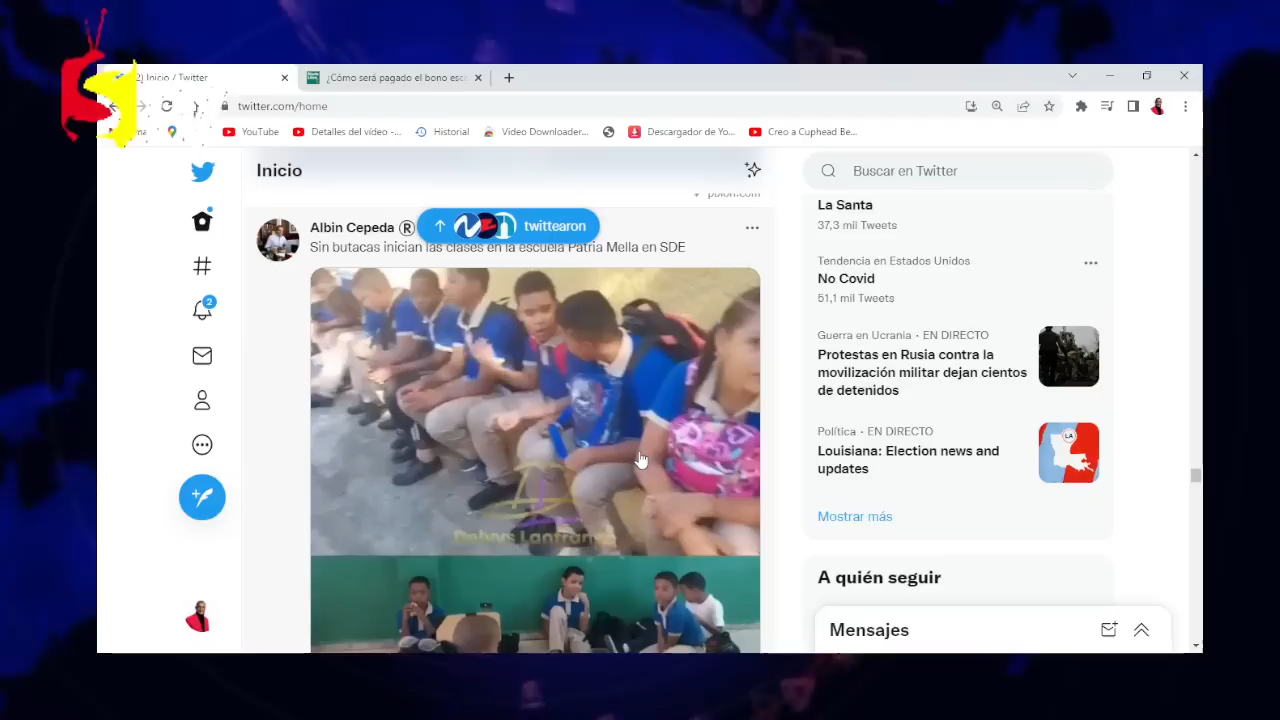 ) Inicio / Twitter
¿Cómo será pagado el bono esc
twitter.com/home
YouTube
Detalles del vídeo -...
Historial
Video Downloader...
Descargador de Yo...
Creo a Cuphead Be...
Inicio
Buscar en Twitter
pbion.com
twittearon
Albin Cepeda ®
Sin butacas inician las clases en la escuela Patria Mella en SDE
2
La Santa
37,3 mil Tweets
Tendencia en Estados Unidos
No Covid
51,1 mil Tweets
Guerra en Ucrania · EN DIRECTO
Protestas en Rusia contra la
movilización militar dejan cientos
de detenidos
Política · EN DIRECTO
Louisiana: Election news and
updates
LA
Mostrar más
A quién seguir
Mensajes